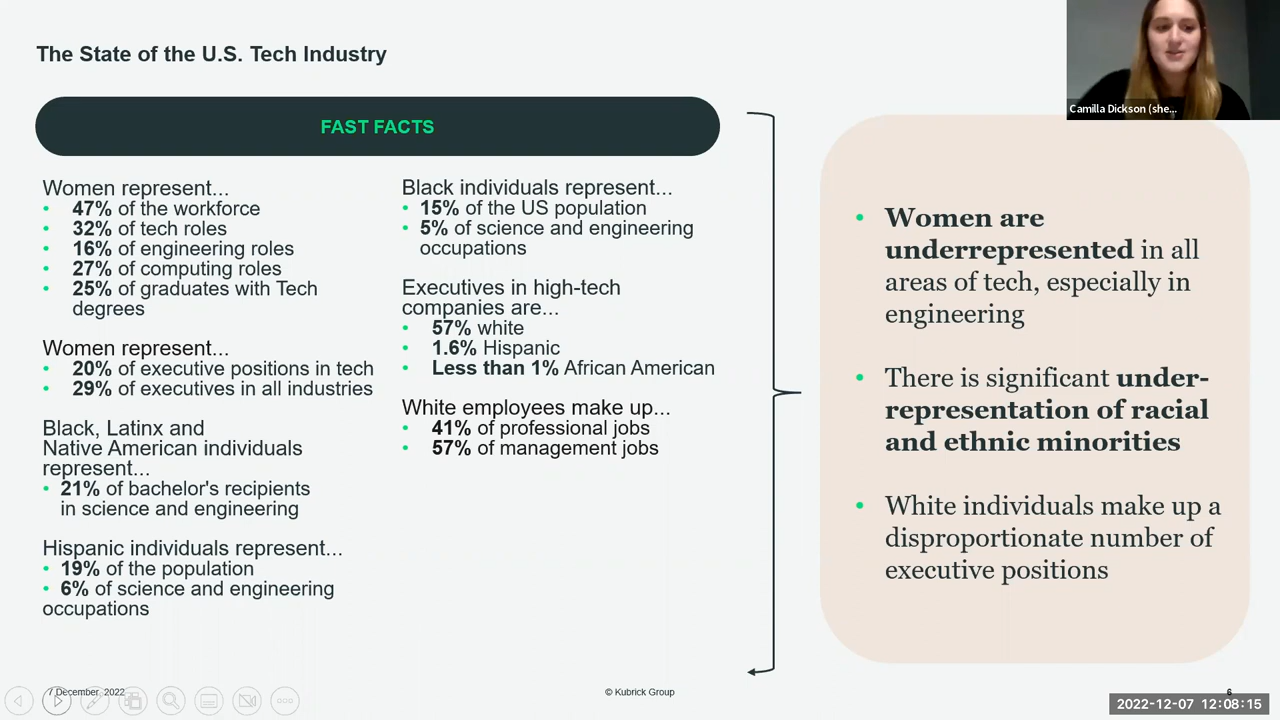 The State of the U.S. Tech Industry
Camilla Dickson (she...
FAST FACTS
Women represent...
• 47% of the workforce
• 32% of tech roles
• 16% of engineering roles
• 27% of computing roles
• 25% of graduates with Tech
degrees
Women represent...
• 20% of executive positions in tech
• 29% of executives in all industries
Black, Latinx and
Native American individuals
represent...
• 21% of bachelor's recipients
in science and engineering
Hispanic individuals represent...
• 19% of the population
• 6% of science and engineering
occupations
Black individuals represent...
• 15% of the US population
• 5% of science and engineering
occupations
Executives in high-tech
companies are...
• 57% white
• 1.6% Hispanic
• Less than 1% African American
White employees make up...
• 41% of professional jobs
• 57% of management jobs
• Women are
underrepresented in all
areas of tech, especially in
engineering
• There is significant under-
representation of racial
and ethnic minorities
• White individuals make up a
disproportionate number of
executive positions
7 December, 2022
© Kubrick Group
6
2022-12-07 12:08:15